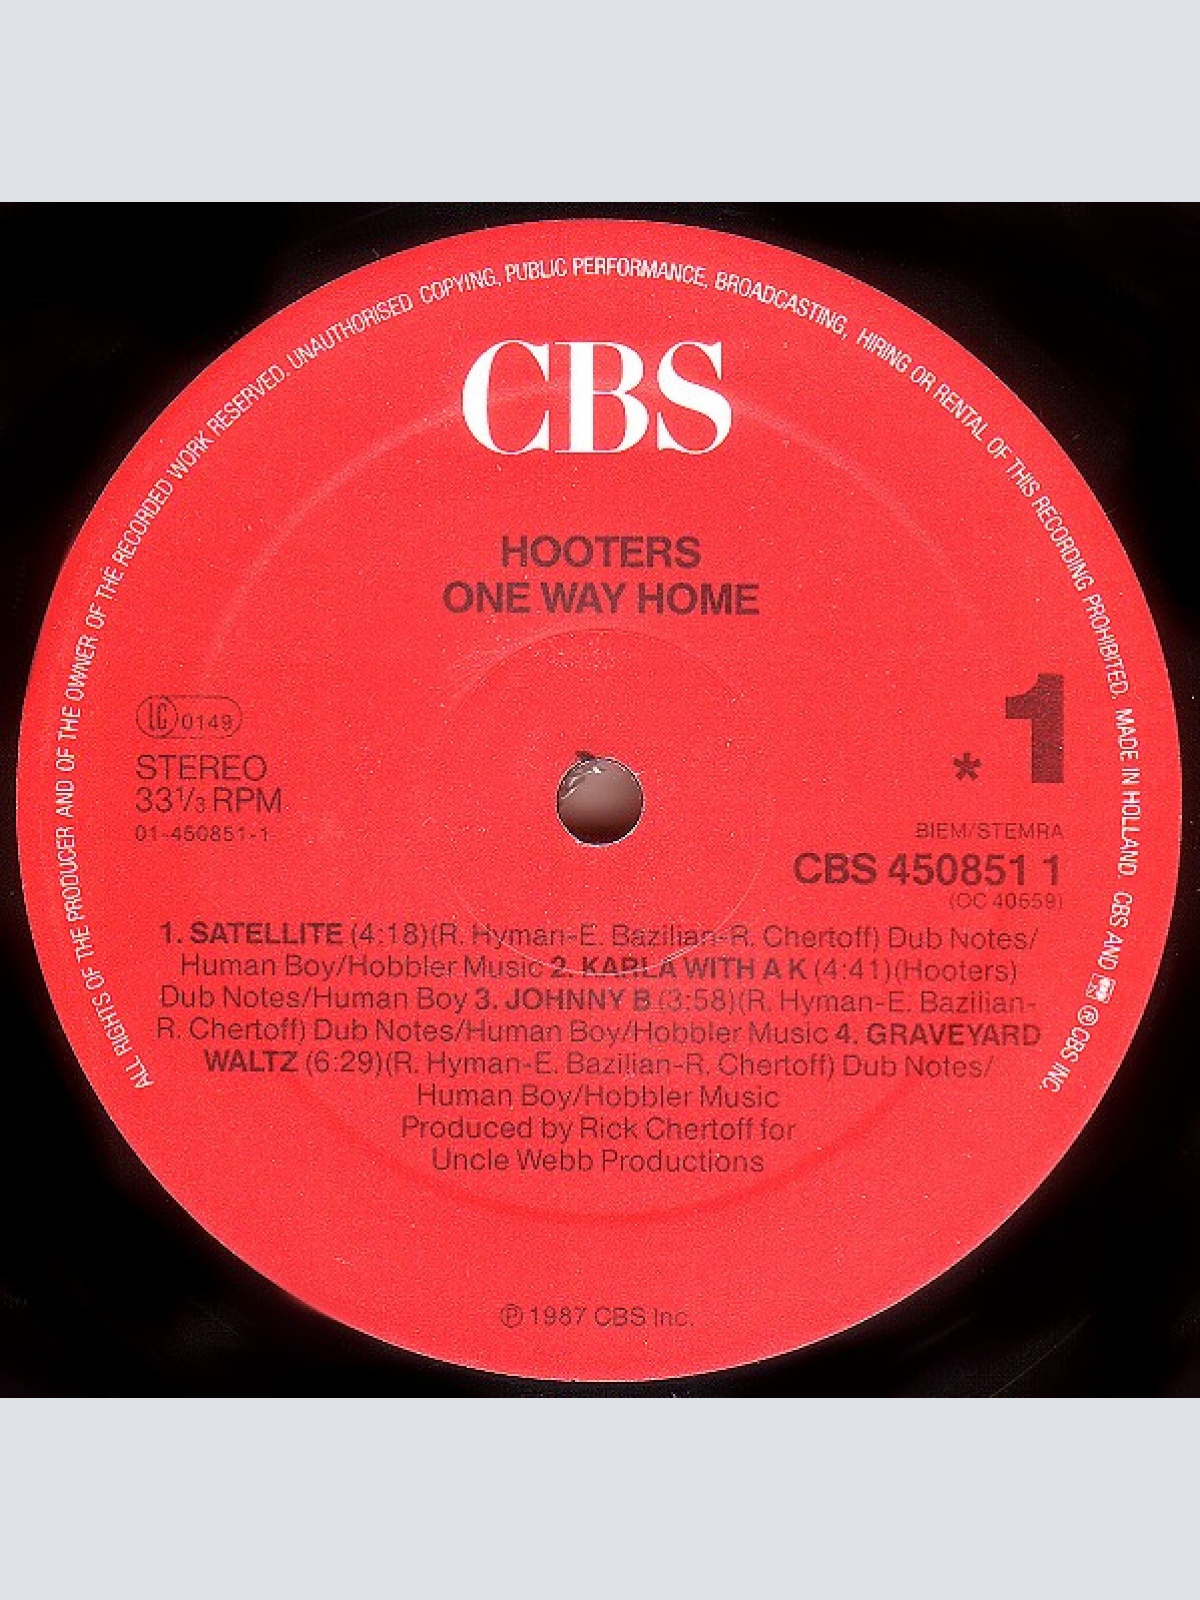 ALL RIGHTS OF THE PRODUCER AND OF THE OWNER OF THE RECORDED WORK RESERVED. UNAUTHORISED COPYING, PUBLIC PERFORMANCE, BROADCASTING, HIRING OR RENTAL OF THIS RECORDING PROHIBITED. MADE IN HOLLAND. CBS AND ® CBS INC.
CBS
HOOTERS
ONE WAY HOME
LC 0149
STEREO
33⅓ RPM
01-450851-1
* 1
BIEM/STEMRA
CBS 450851 1
(OC 40659)
1. SATELLITE (4:18)(R. Hyman-E. Bazilian-R. Chertoff) Dub Notes/
Human Boy/Hobbler Music 2. KARLA WITH A K (4:41)(Hooters)
Dub Notes/Human Boy 3. JOHNNY B (3:58)(R. Hyman-E. Bazilian-
R. Chertoff) Dub Notes/Human Boy/Hobbler Music 4. GRAVEYARD
WALTZ (6:29)(R. Hyman-E. Bazilian-R. Chertoff) Dub Notes/
Human Boy/Hobbler Music
Produced by Rick Chertoff for
Uncle Webb Productions
℗ 1987 CBS Inc.